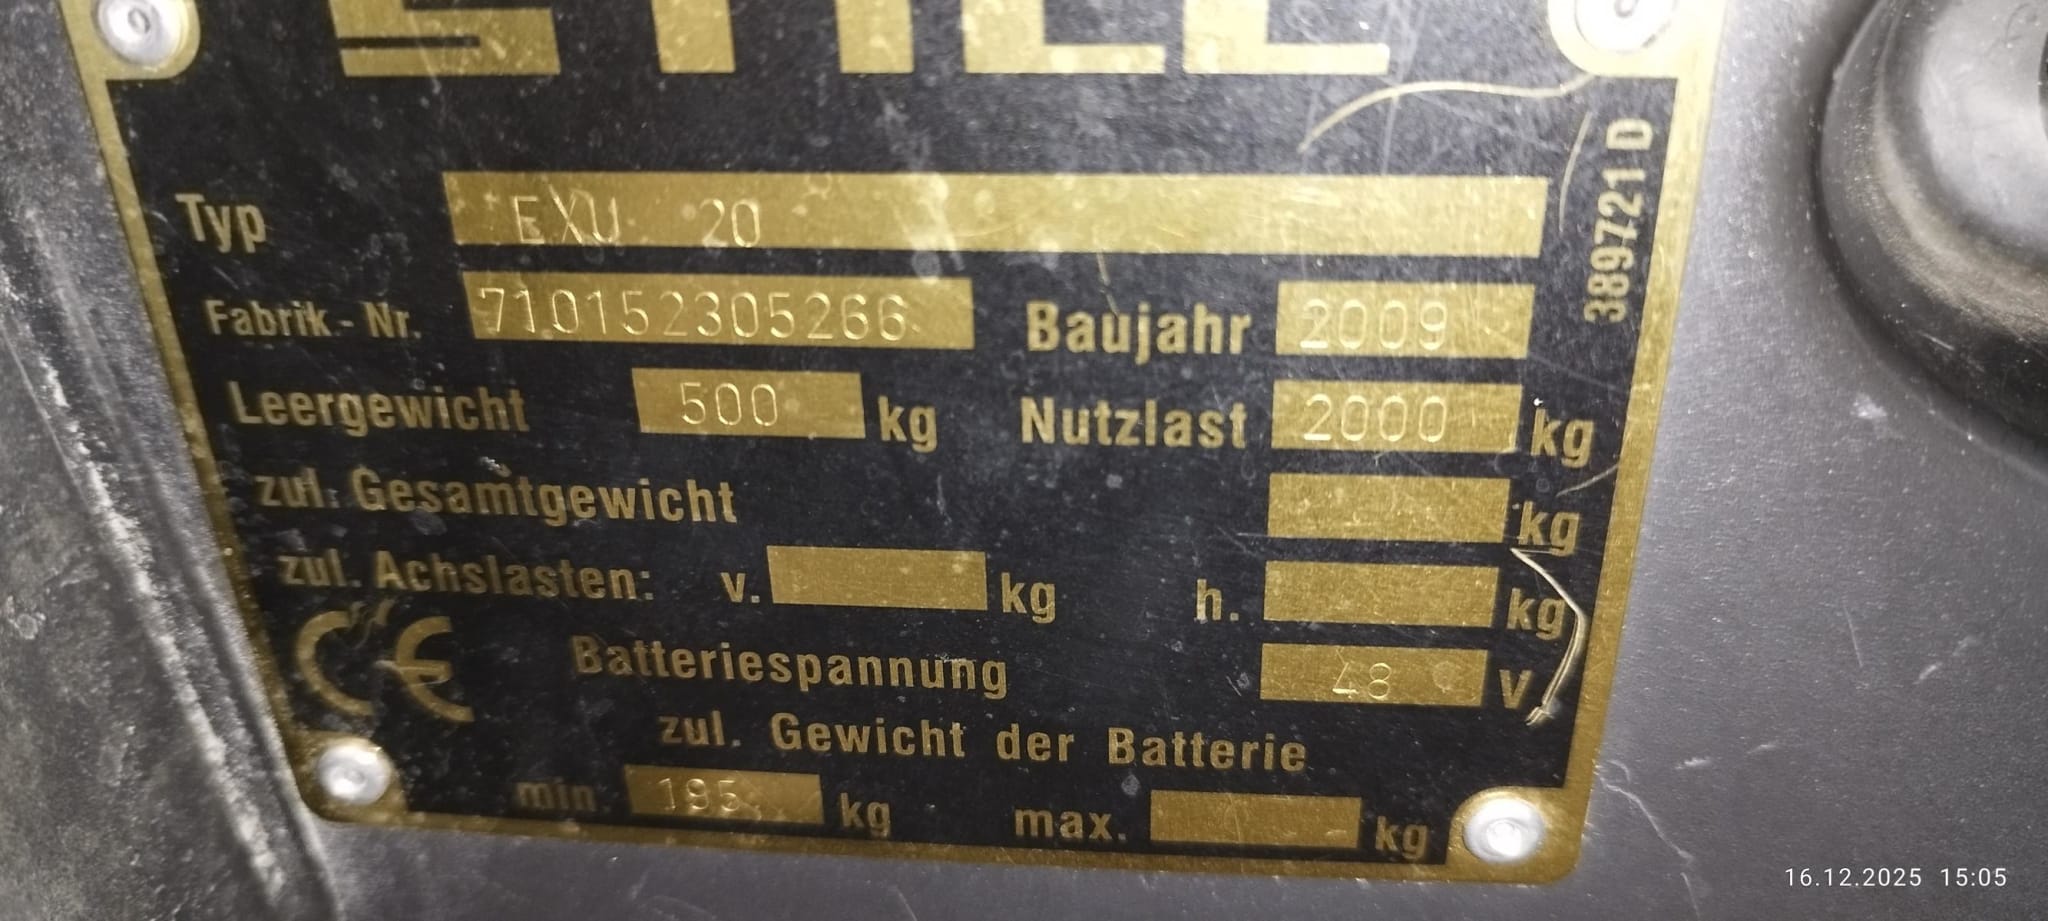 STILL
Typ EXU 20
Fabrik-Nr. 710152305266 Baujahr 2009
Leergewicht 500 kg Nutzlast 2000 kg
zul. Gesamtgewicht kg
zul. Achslasten: v. kg h. kg
CE Batteriespannung 48 V
zul. Gewicht der Batterie
min 195 kg max. kg
389721 D
16.12.2025 15:05